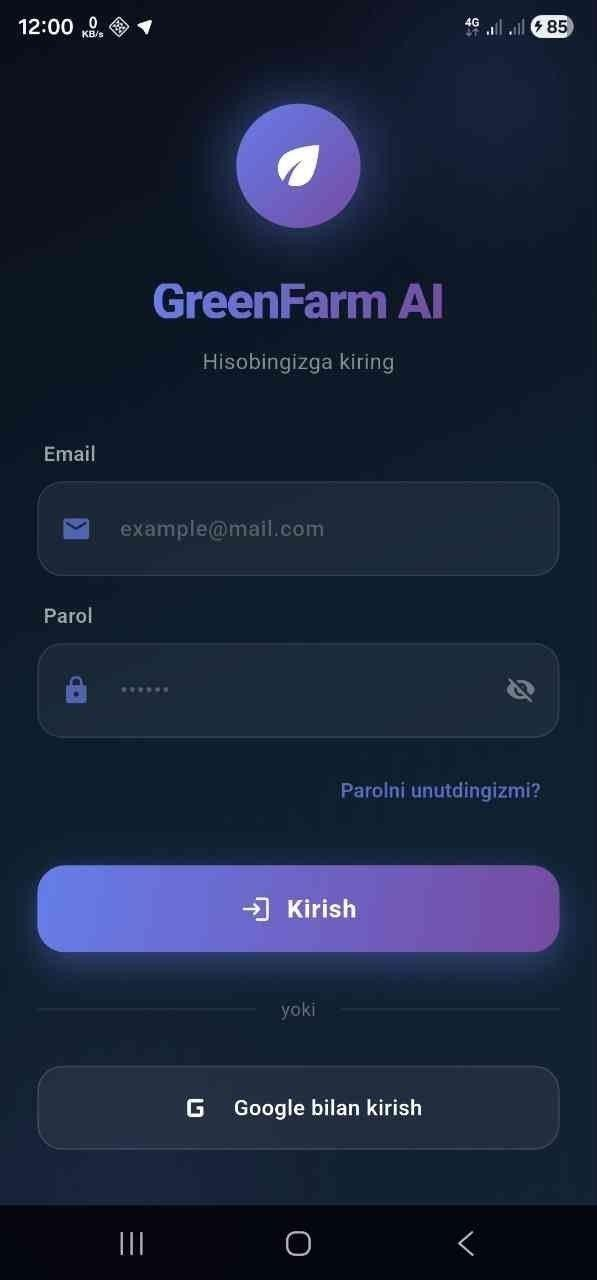 12:00 0 KB/s 4G 85
GreenFarm AI
Hisobingizga kiring
Email
example@mail.com
Parol
••••••
Parolni unutdingizmi?
Kirish
yoki
G Google bilan kirish